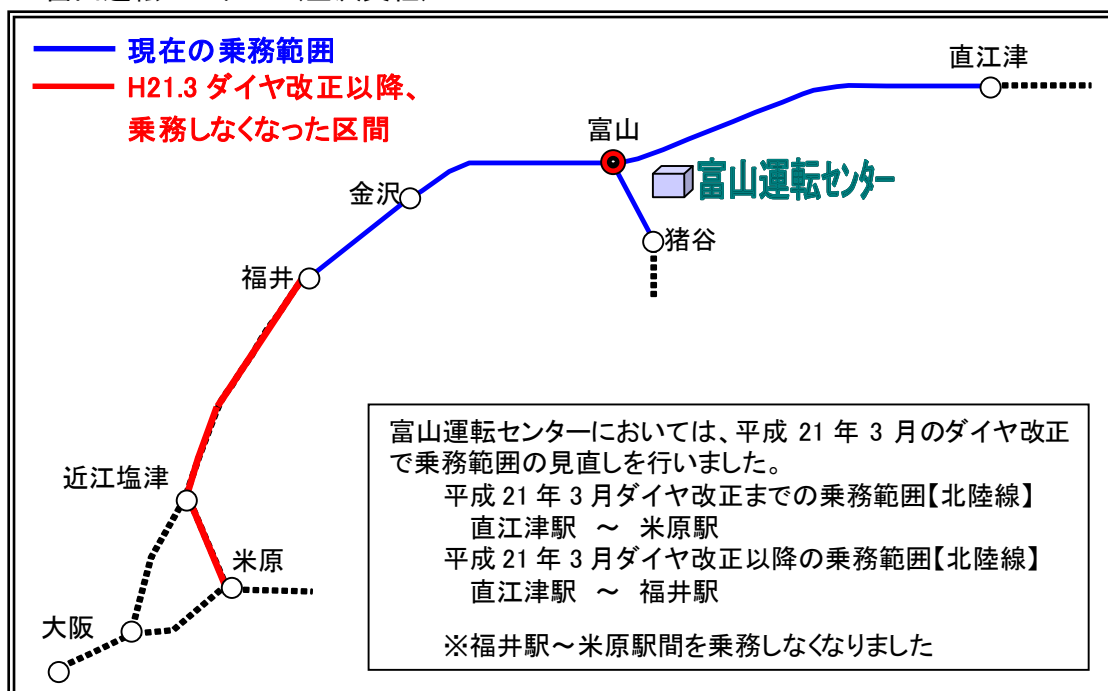 現在の乗務範囲
H21.3 ダイヤ改正以降、
乗務しなくなった区間
直江津
富山
富山運転センター
金沢
猪谷
福井
近江塩津
米原
大阪
富山運転センターにおいては、平成 21 年 3 月のダイヤ改正
で乗務範囲の見直しを行いました。
平成 21 年 3 月ダイヤ改正までの乗務範囲【北陸線】
直江津駅 ～ 米原駅
平成 21 年 3 月ダイヤ改正以降の乗務範囲【北陸線】
直江津駅 ～ 福井駅
※福井駅～米原駅間を乗務しなくなりました